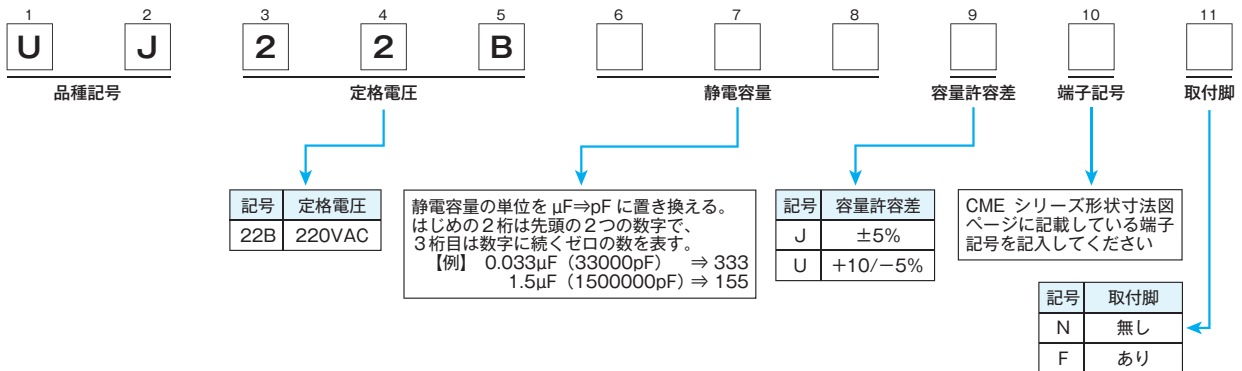 1 2 3 4 5 6 7 8 9 10 11
U J 2 2 B
品種記号 定格電圧 静電容量 容量許容差 端子記号 取付脚
記号 定格電圧
22B 220VAC
静電容量の単位を μF⇒pF に置き換える。
はじめの2桁は先頭の2つの数字で、
3桁目は数字に続くゼロの数を表す。
【例】 0.033μF（33000pF） ⇒ 333
1.5μF（1500000pF）⇒ 155
記号 容量許容差
J ±5%
U +10/−5%
CME シリーズ形状寸法図
ページに記載している端子
記号を記入してください
記号 取付脚
N 無し
F あり